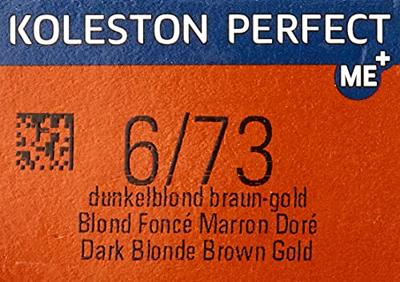 KOLESTON PERFECT
ME+
6/73
dunkelblond braun-gold
Blond Foncé Marron Doré
Dark Blonde Brown Gold